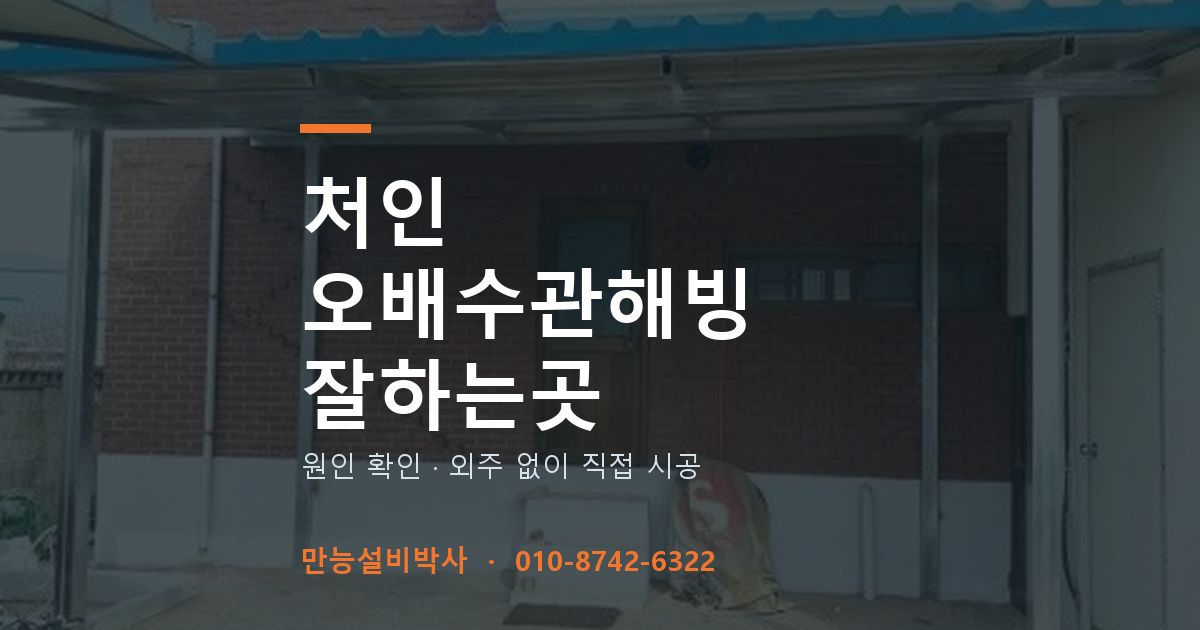 처인
오배수관해빙
잘하는곳
원인 확인 · 외주 없이 직접 시공
만능설비박사 · 010-8742-6322
S